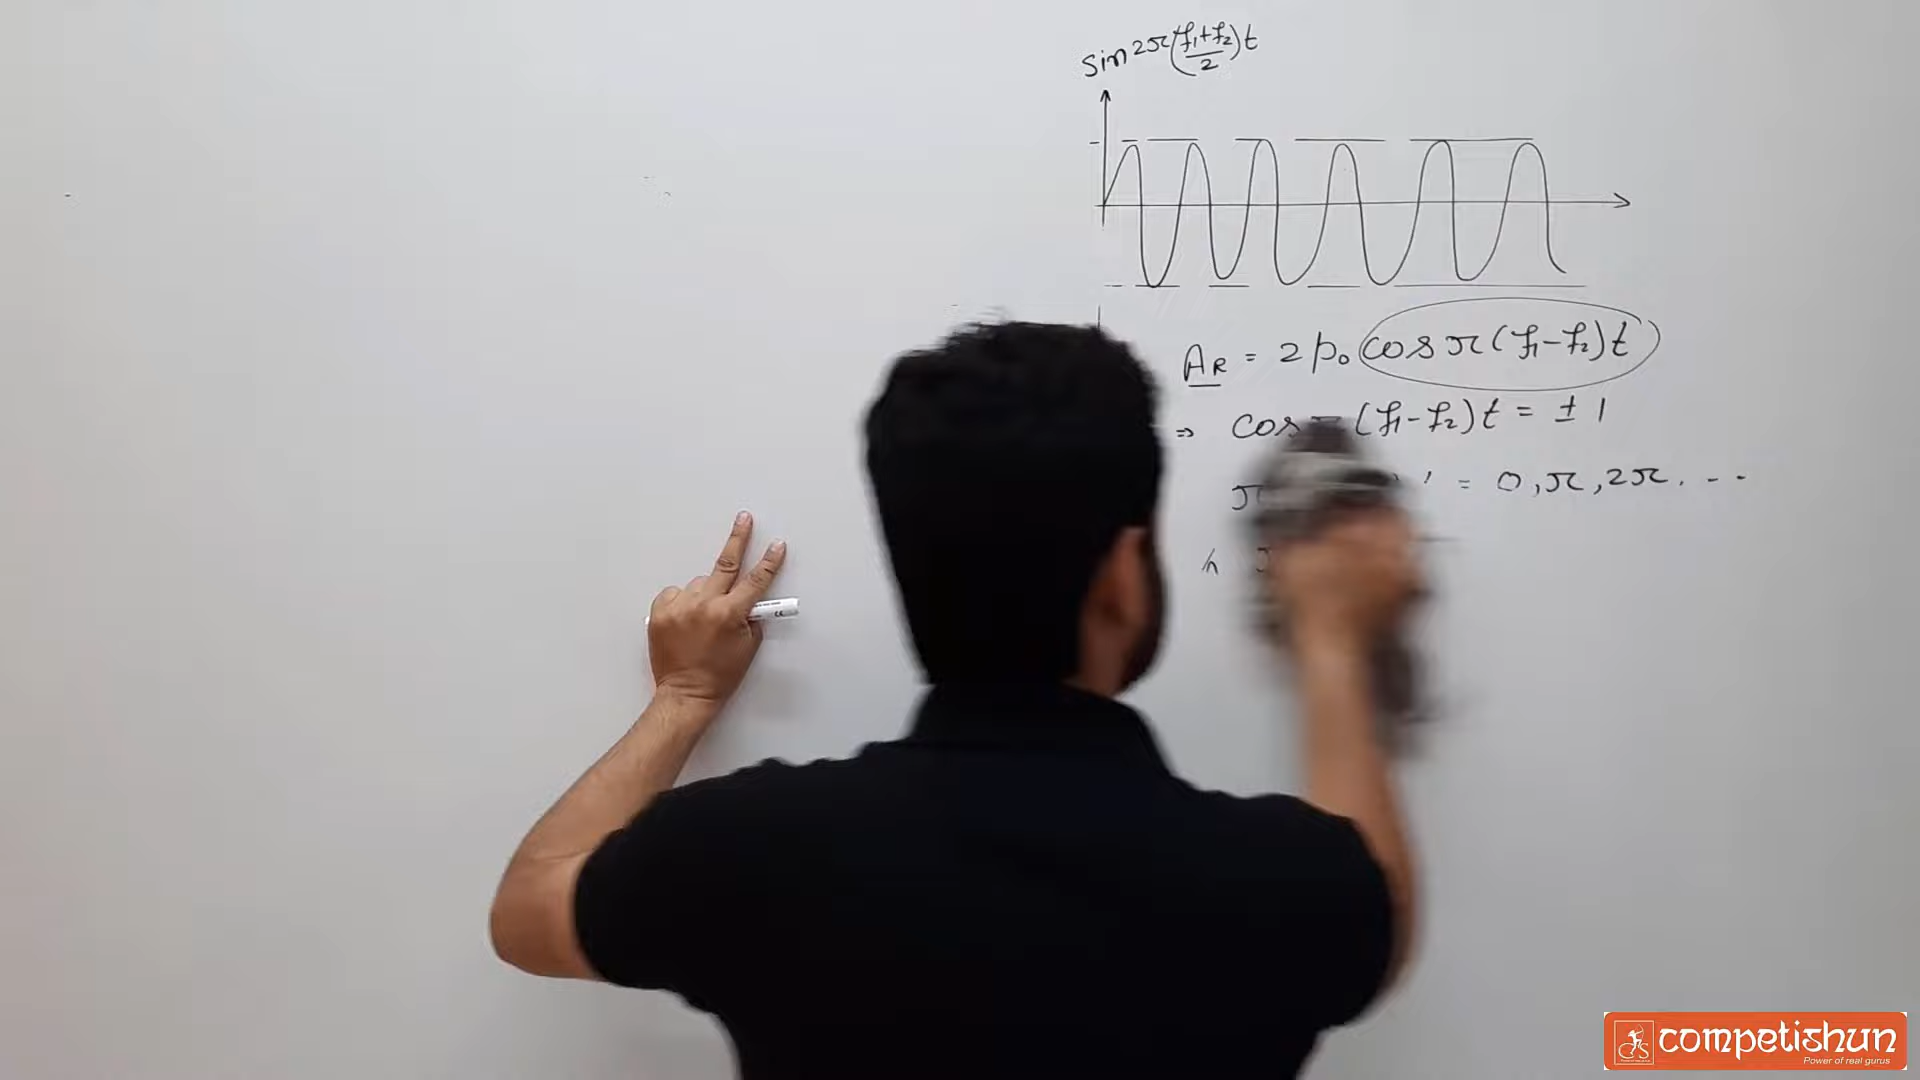 sin 2π(f₁+f₂/2)t
A_R = 2p₀ cos π(f₁-f₂)t
⇒ cos (f₁-f₂)t = ±1
π = 0, π, 2π, ...
competishun
Power of real gurus